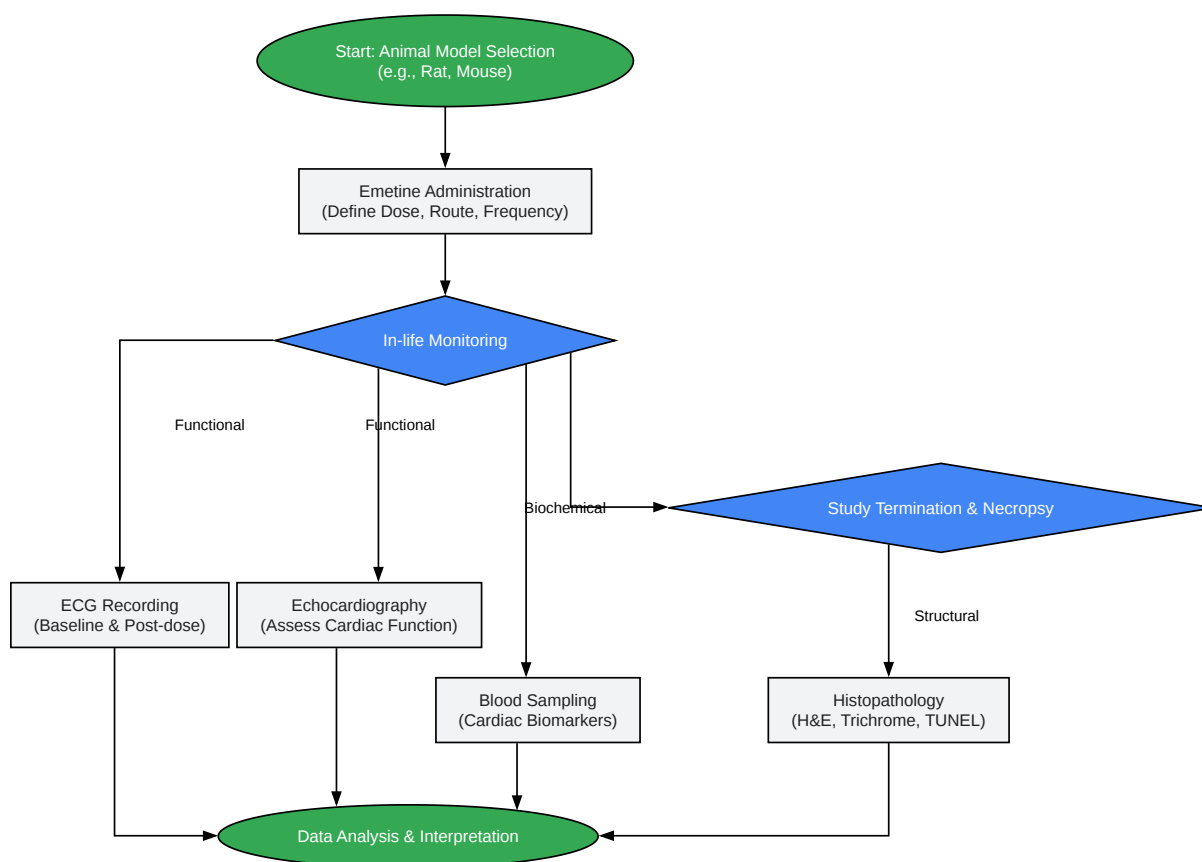 Start: Animal Model Selection
(e.g., Rat, Mouse)
Emetine Administration
(Define Dose, Route, Frequency)
In-life Monitoring
Functional
Functional
Biochemical
Study Termination & Necropsy
ECG Recording
(Baseline & Post-dose)
Echocardiography
(Assess Cardiac Function)
Structural
Blood Sampling
(Cardiac Biomarkers)
Histopathology
(H&E, Trichrome, TUNEL)
Data Analysis & Interpretation